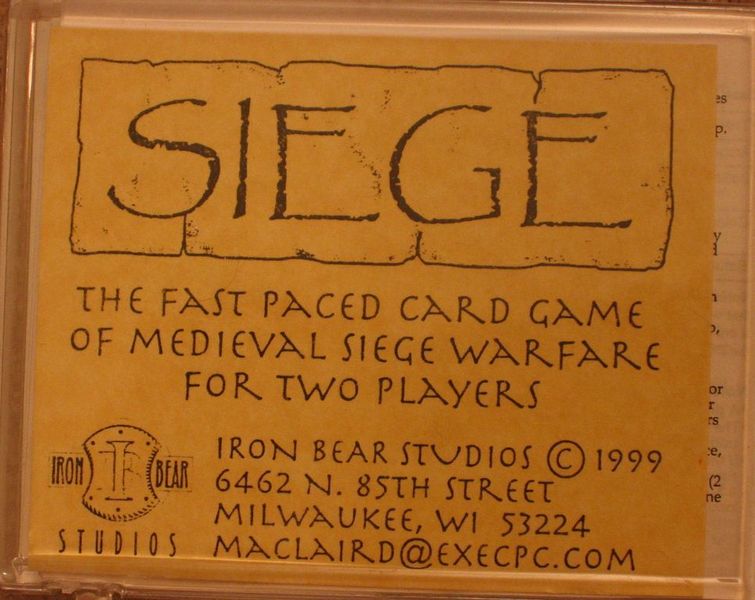 SIEGE
THE FAST PACED CARD GAME
OF MEDIEVAL SIEGE WARFARE
FOR TWO PLAYERS
IRON BEAR
STUDIOS
IRON BEAR STUDIOS © 1999
6462 N. 85TH STREET
MILWAUKEE, WI 53224
MACLAIRD@EXECPC.COM